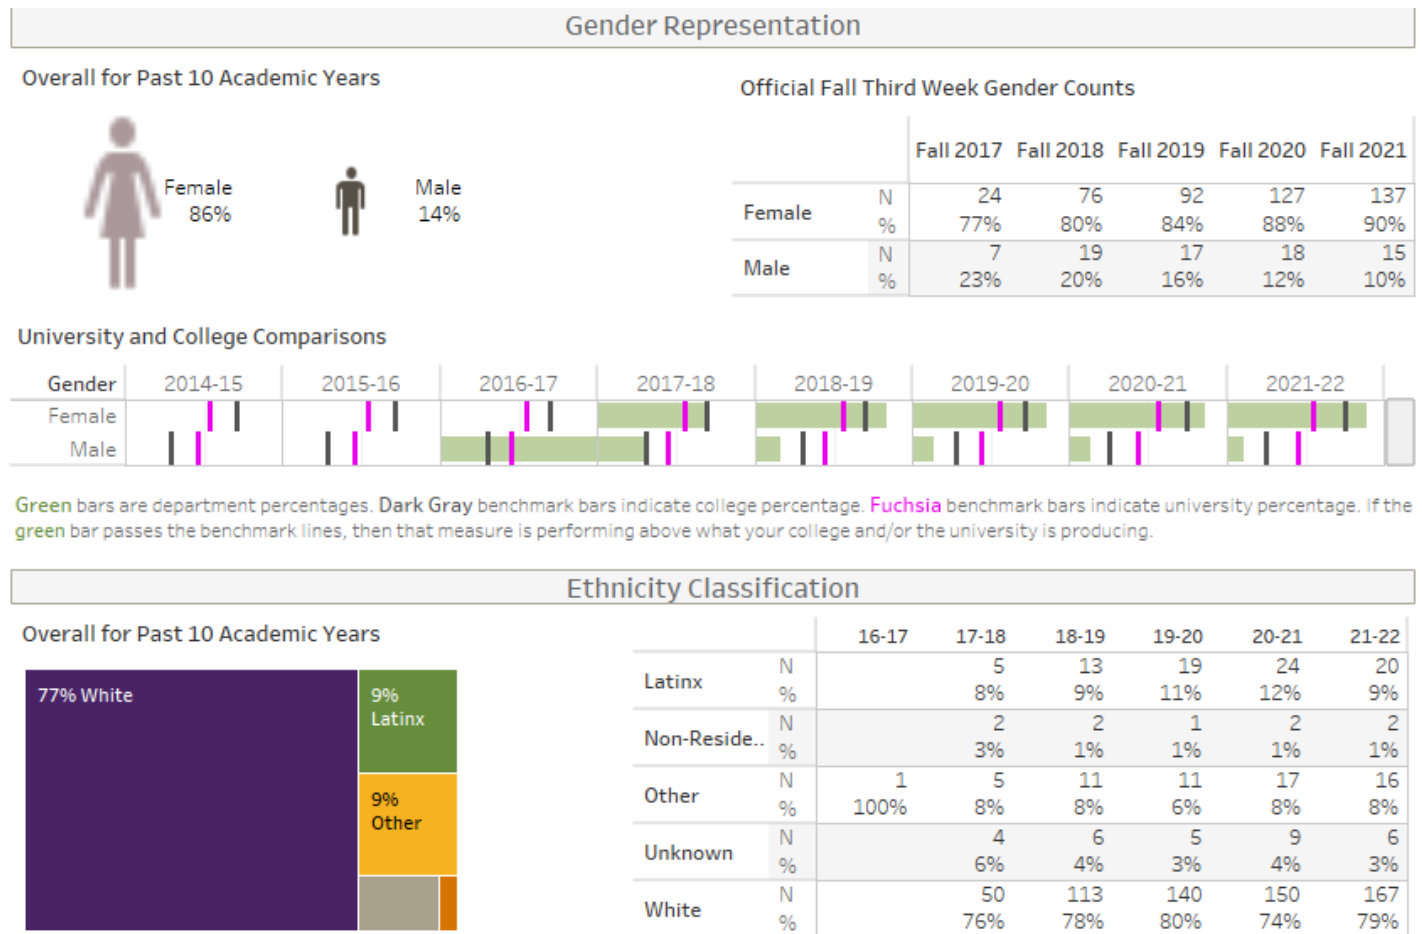 Gender Representation
Overall for Past 10 Academic Years
Female
86%
Male
14%
Official Fall Third Week Gender Counts
Fall 2017 Fall 2018 Fall 2019 Fall 2020 Fall 2021
Female N 24 76 92 127 137
% 77% 80% 84% 88% 90%
Male N 7 19 17 18 15
% 23% 20% 16% 12% 10%
University and College Comparisons
Gender 2014-15 2015-16 2016-17 2017-18 2018-19 2019-20 2020-21 2021-22
Female
Male
Green bars are department percentages. Dark Gray benchmark bars indicate college percentage. Fuchsia benchmark bars indicate university percentage. If the
green bar passes the benchmark lines, then that measure is performing above what your college and/or the university is producing.
Ethnicity Classification
Overall for Past 10 Academic Years
77% White
9%
Latinx
9%
Other
16-17 17-18 18-19 19-20 20-21 21-22
Latinx N 5 13 19 24 20
% 8% 9% 11% 12% 9%
Non-Reside.. N 2 2 1 2 2
% 3% 1% 1% 1% 1%
Other N 1 5 11 11 17 16
% 100% 8% 8% 6% 8% 8%
Unknown N 4 6 5 9 6
% 6% 4% 3% 4% 3%
White N 50 113 140 150 167
% 76% 78% 80% 74% 79%